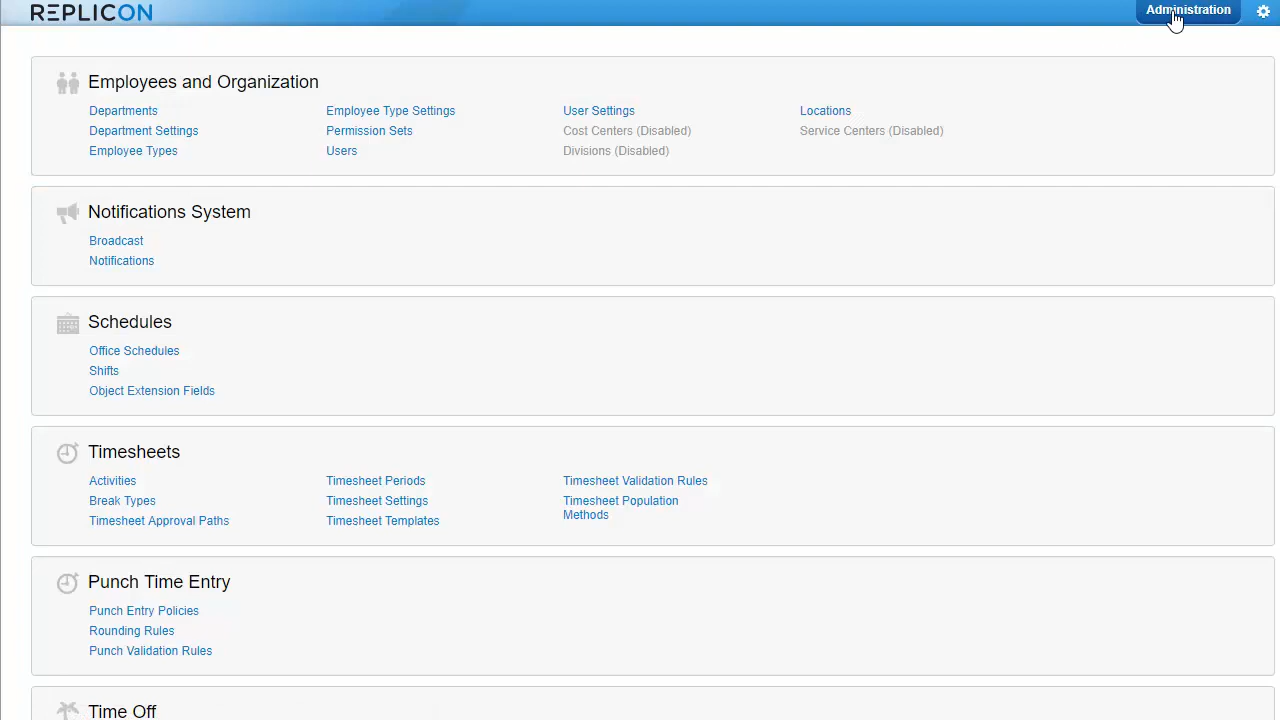 REPLICON
Administration
Employees and Organization
Departments
Department Settings
Employee Types
Employee Type Settings
Permission Sets
Users
User Settings
Cost Centers (Disabled)
Divisions (Disabled)
Locations
Service Centers (Disabled)
Notifications System
Broadcast
Notifications
Schedules
Office Schedules
Shifts
Object Extension Fields
Timesheets
Activities
Break Types
Timesheet Approval Paths
Timesheet Periods
Timesheet Settings
Timesheet Templates
Timesheet Validation Rules
Timesheet Population
Methods
Punch Time Entry
Punch Entry Policies
Rounding Rules
Punch Validation Rules
Time Off